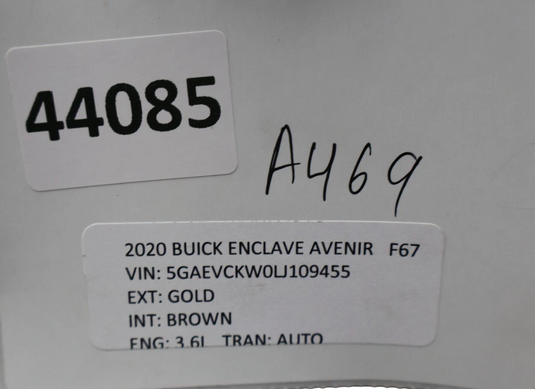 44085
A469
2020 BUICK ENCLAVE AVENIR F67
VIN: 5GAEVCKW0LJ109455
EXT: GOLD
INT: BROWN
ENG: 3.6L TRAN: AUTO